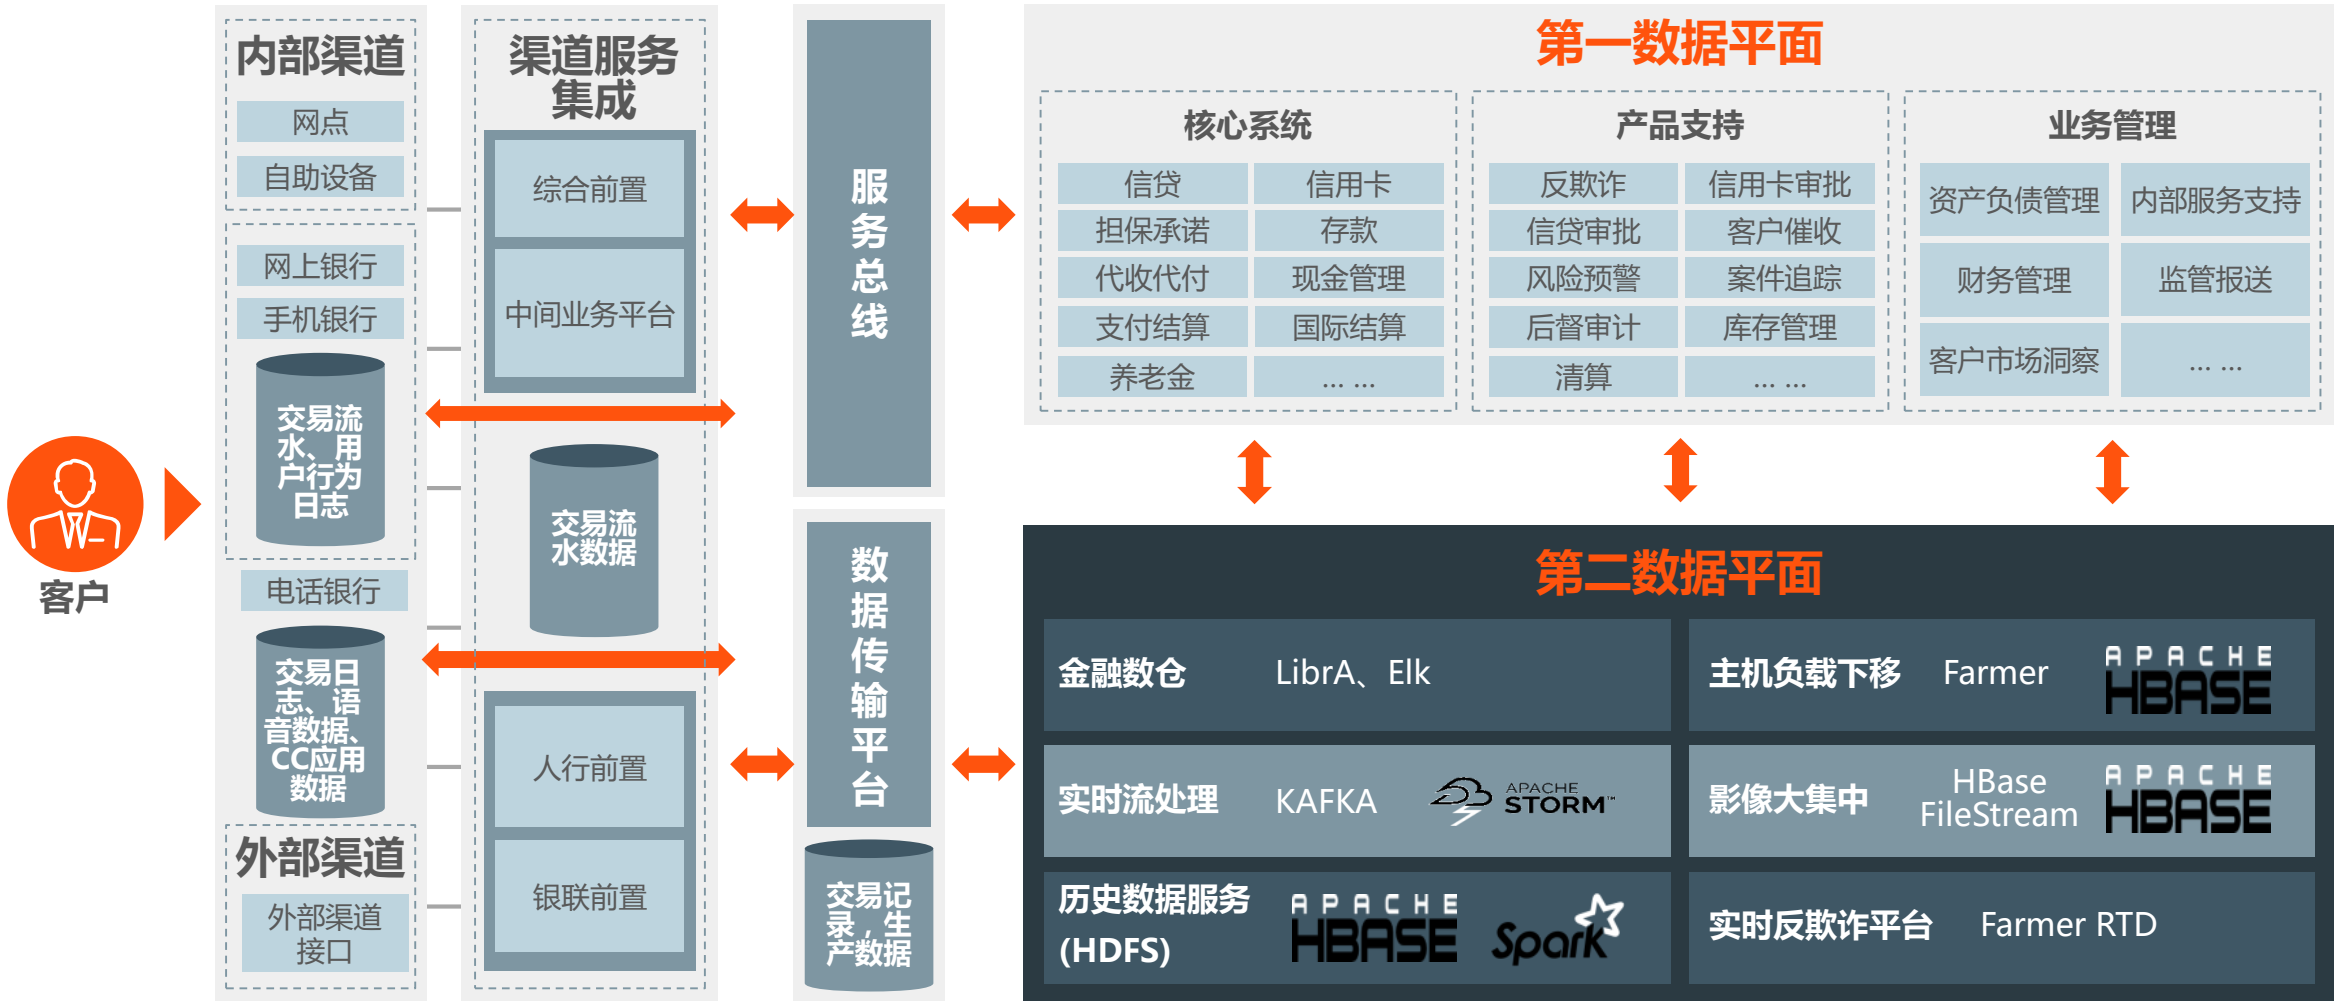 客户
内部渠道
网点
自助设备
网上银行
手机银行
交易流
水、用
户行为
日志
电话银行
交易日
志、语
音数据、
CC应用
数据
外部渠道
外部渠道
接口
渠道服务
集成
综合前置
中间业务平台
交易流
水数据
人行前置
银联前置
服务总线
数据传输平台
交易记
录，生
产数据
第一数据平面
核心系统
信贷
信用卡
担保承诺
存款
代收代付
现金管理
支付结算
国际结算
养老金
... ...
产品支持
反欺诈
信用卡审批
信贷审批
客户催收
风险预警
案件追踪
后督审计
库存管理
清算
... ...
业务管理
资产负债管理
内部服务支持
财务管理
监管报送
客户市场洞察
... ...
第二数据平面
金融数仓
LibrA、Elk
主机负载下移
Farmer
APACHE
HBASE
实时流处理
KAFKA
APACHE
STORM™
影像大集中
HBase
FileStream
APACHE
HBASE
历史数据服务
(HDFS)
APACHE
HBASE
Spark
实时反欺诈平台
Farmer RTD